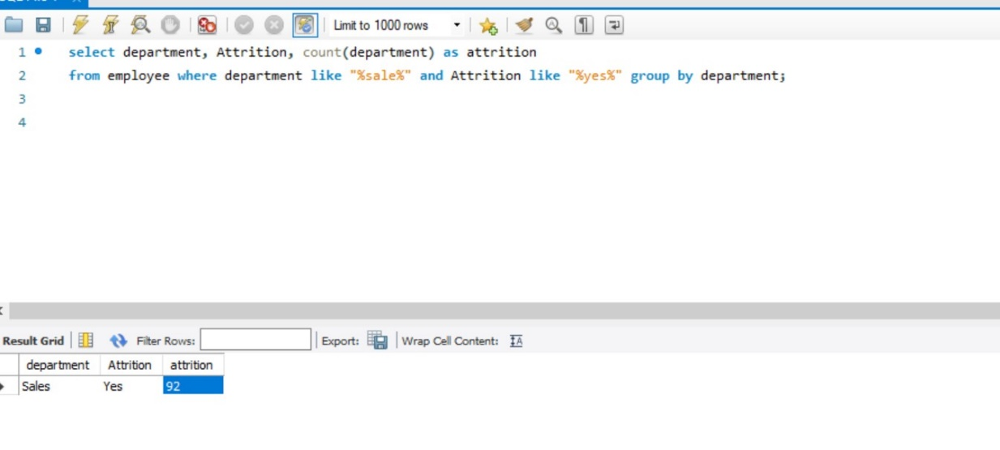 Limit to 1000 rows
1 select department, Attrition, count(department) as attrition
2 from employee where department like "%sale%" and Attrition like "%yes%" group by department;
3
4
Result Grid Filter Rows: Export: Wrap Cell Content: IA
department Attrition attrition
Sales Yes 92